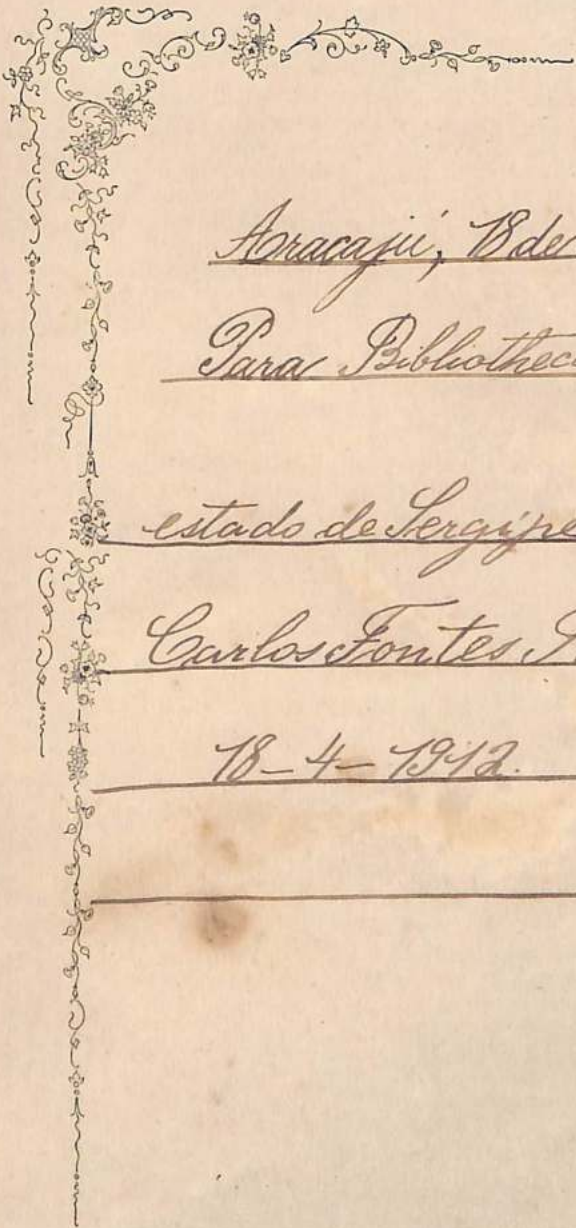 Aracajú, 18 de
Para Bibliothec
estado de Sergipe
Carlos Fontes
18-4-1912.